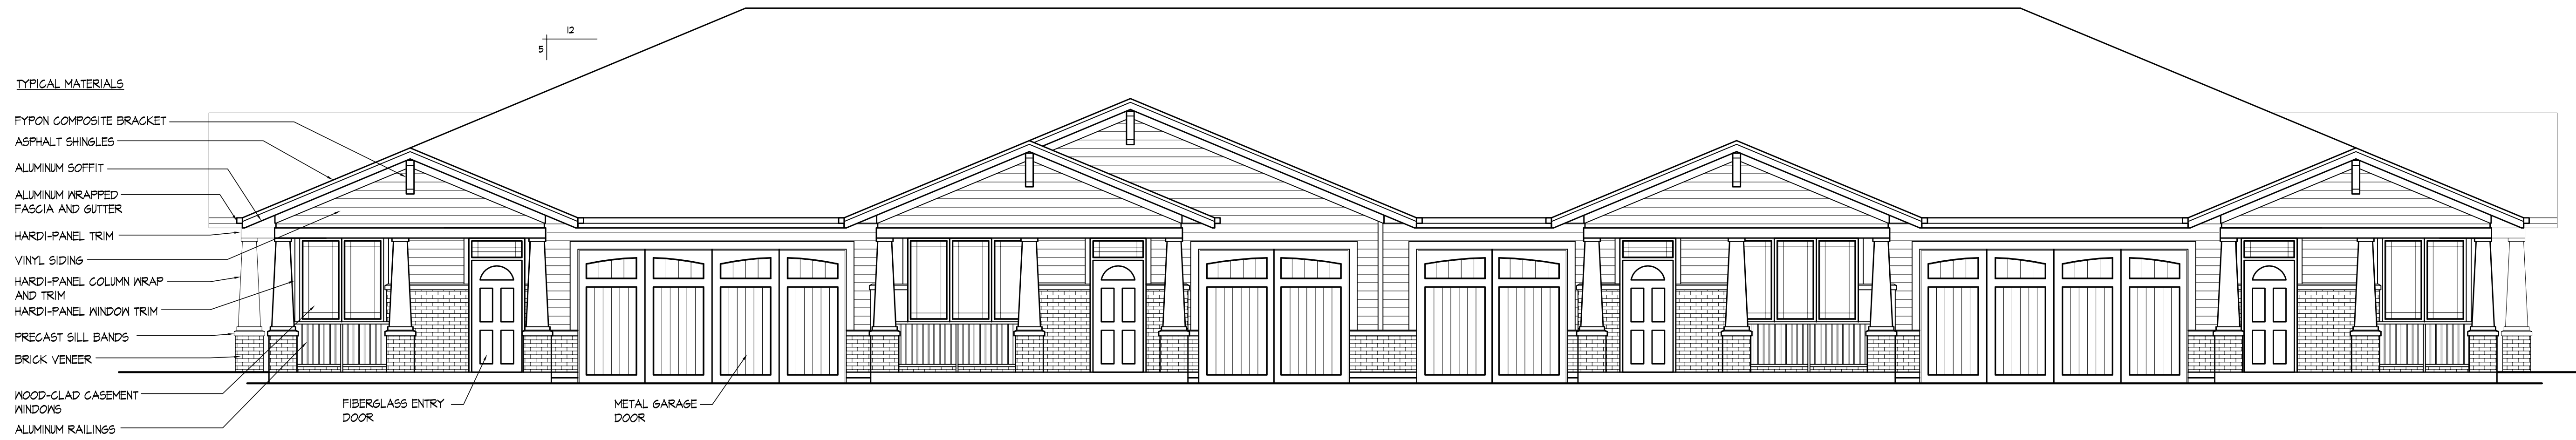 12
5
TYPICAL MATERIALS
FYPON COMPOSITE BRACKET
ASPHALT SHINGLES
ALUMINUM SOFFIT
ALUMINUM WRAPPED
FASCIA AND GUTTER
HARDI-PANEL TRIM
VINYL SIDING
HARDI-PANEL COLUMN WRAP
AND TRIM
HARDI-PANEL WINDOW TRIM
PRECAST SILL BANDS
BRICK VENEER
WOOD-CLAD CASEMENT
WINDOWS
ALUMINUM RAILINGS
FIBERGLASS ENTRY
DOOR
METAL GARAGE
DOOR